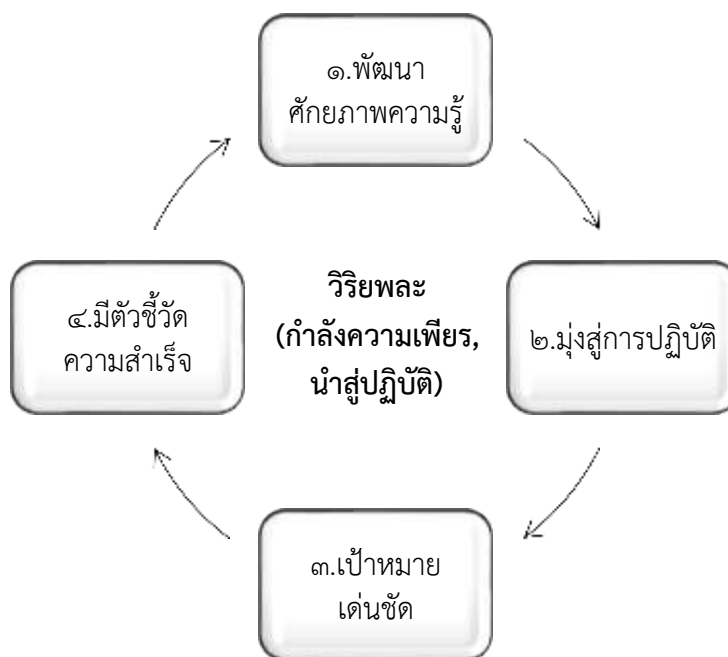 ๑.พัฒนา
ศักยภาพความรู้
วิริยพละ
(กำลังความเพียร,
นำสู่ปฏิบัติ)
๒.มุ่งสู่การปฏิบัติ
๓.เป้าหมาย
เด่นชัด
๔.มีตัวชี้วัด
ความสำเร็จ